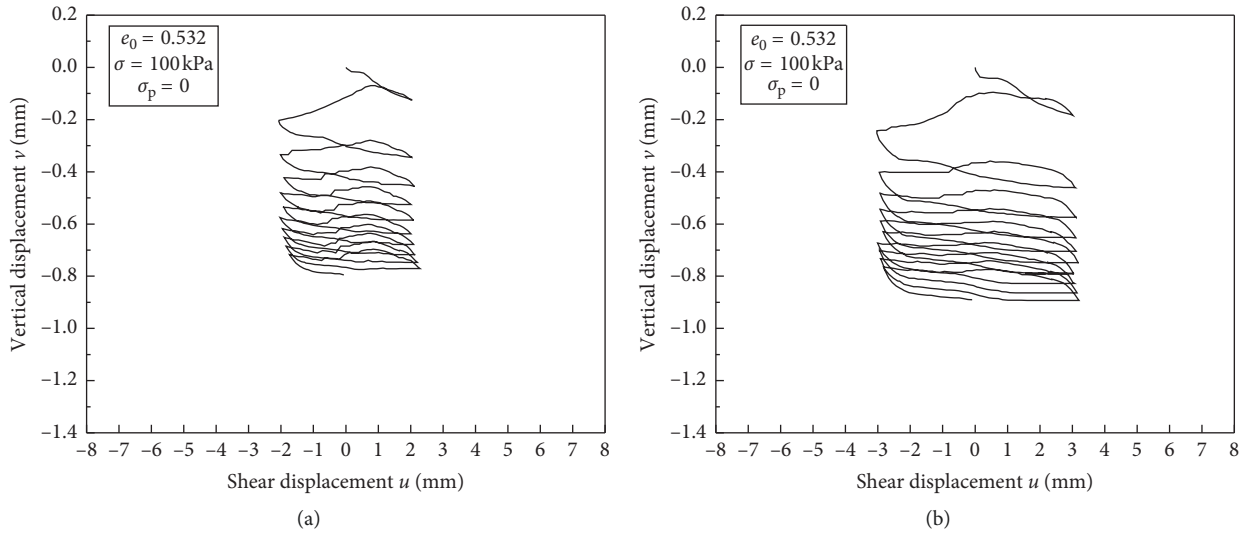 0.2
0.0
–0.2
–0.4
–0.6
–0.8
–1.0
–1.2
–1.4
Vertical displacement v (mm)
e0 = 0.532
σ = 100 kPa
σp = 0
–8 –7 –6 –5 –4 –3 –2 –1 0 1 2 3 4 5 6 7 8
Shear displacement u (mm)
(a)
0.2
0.0
–0.2
–0.4
–0.6
–0.8
–1.0
–1.2
–1.4
Vertical displacement v (mm)
e0 = 0.532
σ = 100 kPa
σp = 0
–8 –7 –6 –5 –4 –3 –2 –1 0 1 2 3 4 5 6 7 8
Shear displacement u (mm)
(b)